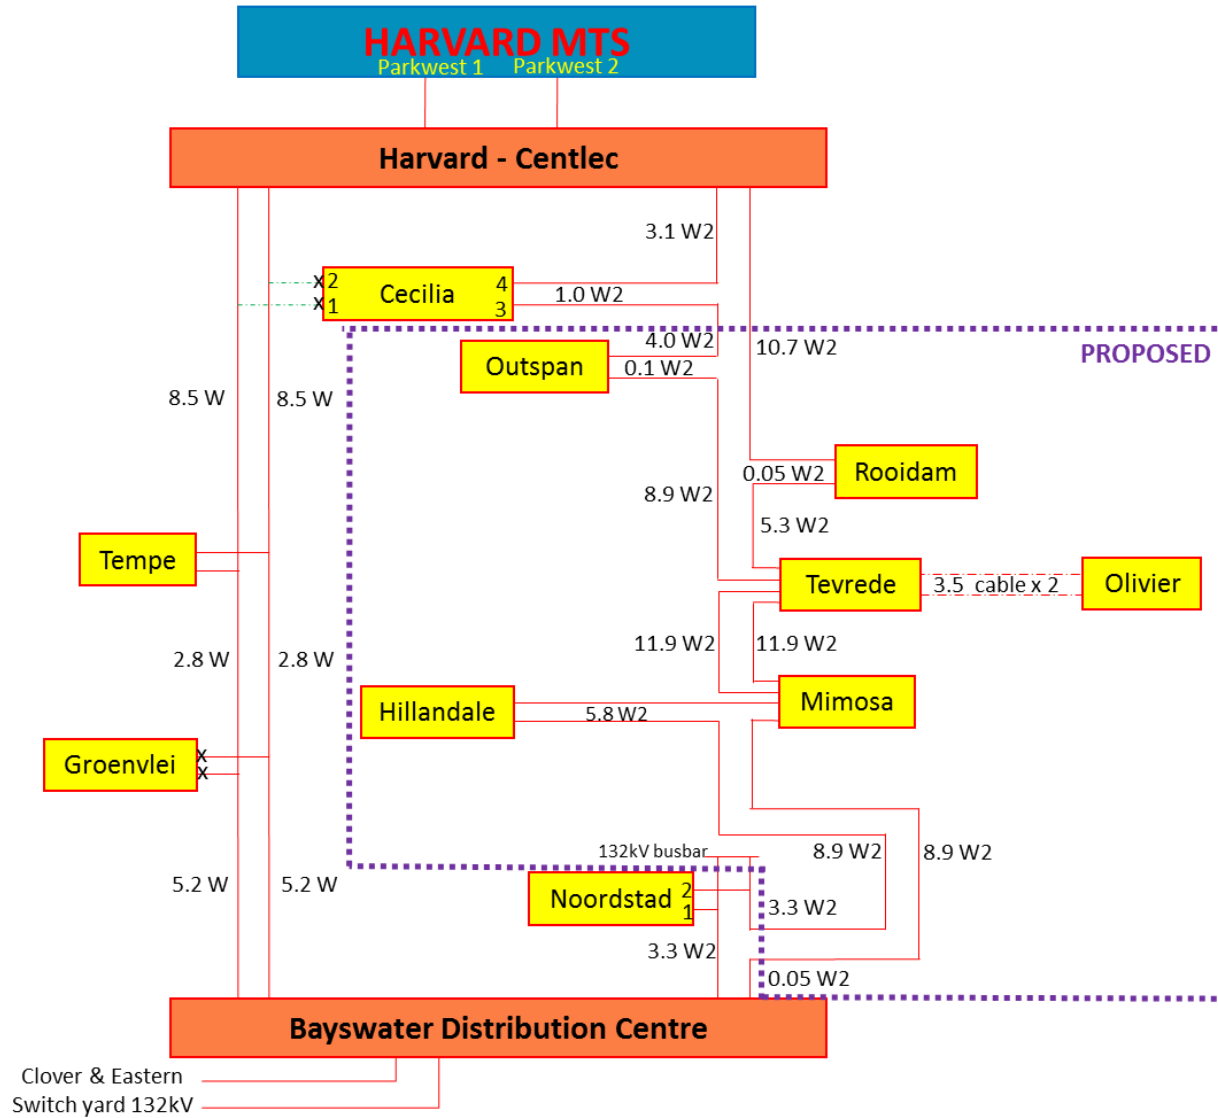 HARVARD MTS
Parkwest 1 Parkwest 2
Harvard - Centlec
3.1 W2
X 2 Cecilia 4
1.0 W2
X 1 3
4.0 W2
10.7 W2
PROPOSED
Outspan
0.1 W2
8.5 W 8.5 W
Rooidam
0.05 W2
8.9 W2
5.3 W2
Tempe
Tevrede
3.5 cable x 2
Olivier
11.9 W2 11.9 W2
2.8 W 2.8 W
Mimosa
Hillandale
5.8 W2
Groenvlei
X
X
132kV busbar
8.9 W2 8.9 W2
5.2 W 5.2 W
Noordstad 2
1
3.3 W2
3.3 W2
0.05 W2
Bayswater Distribution Centre
Clover & Eastern
Switch yard 132kV